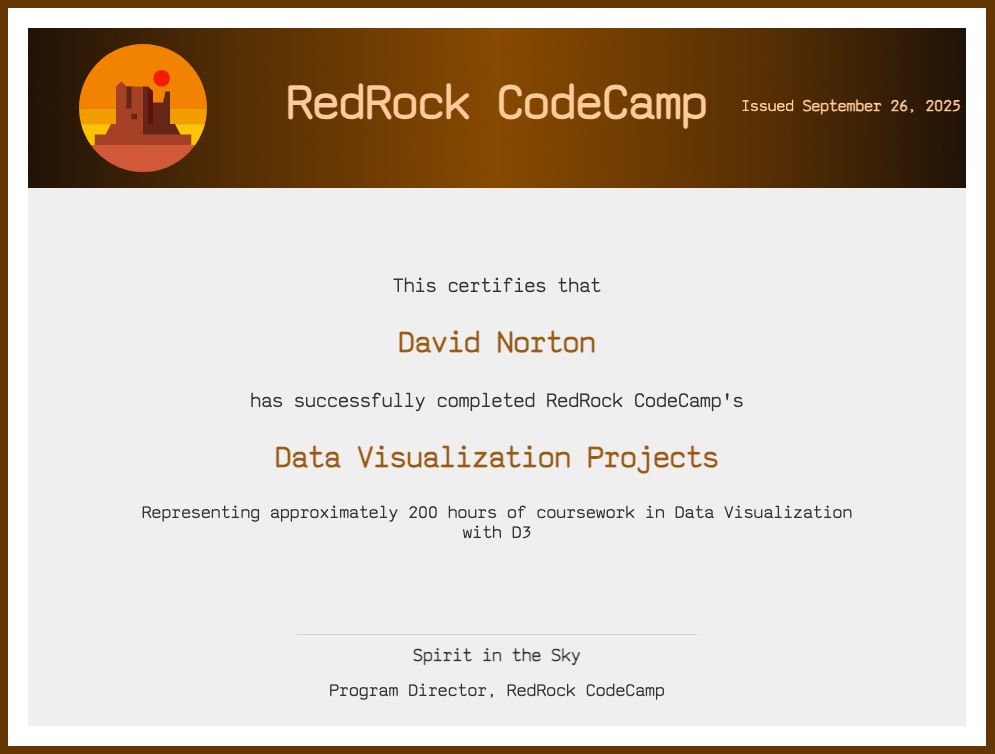 RedRock CodeCamp
Issued September 26, 2025
This certifies that
David Norton
has successfully completed RedRock CodeCamp's
Data Visualization Projects
Representing approximately 200 hours of coursework in Data Visualization
with D3
Spirit in the Sky
Program Director, RedRock CodeCamp